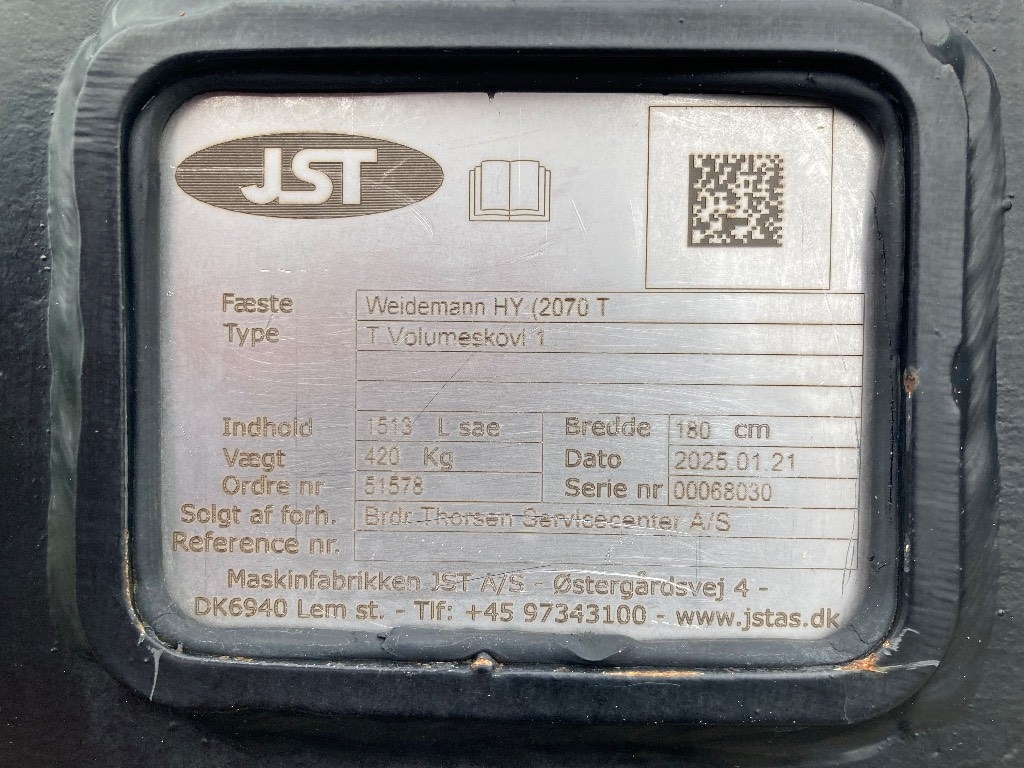 JST
Fæste Weidemann HY (2070 T
Type T Volumeskovl 1
Indhold 1513 L sae Bredde 180 cm
Vægt 420 Kg Dato 2025.01.21
Ordre nr 51578 Serie nr 00068030
Solgt af forh. Brdr Thorsen Servicecenter A/S
Reference nr.
Maskinfabrikken JST A/S - Østergårdsvej 4 -
DK6940 Lem st. - Tlf: +45 97343100 - www.jstas.dk